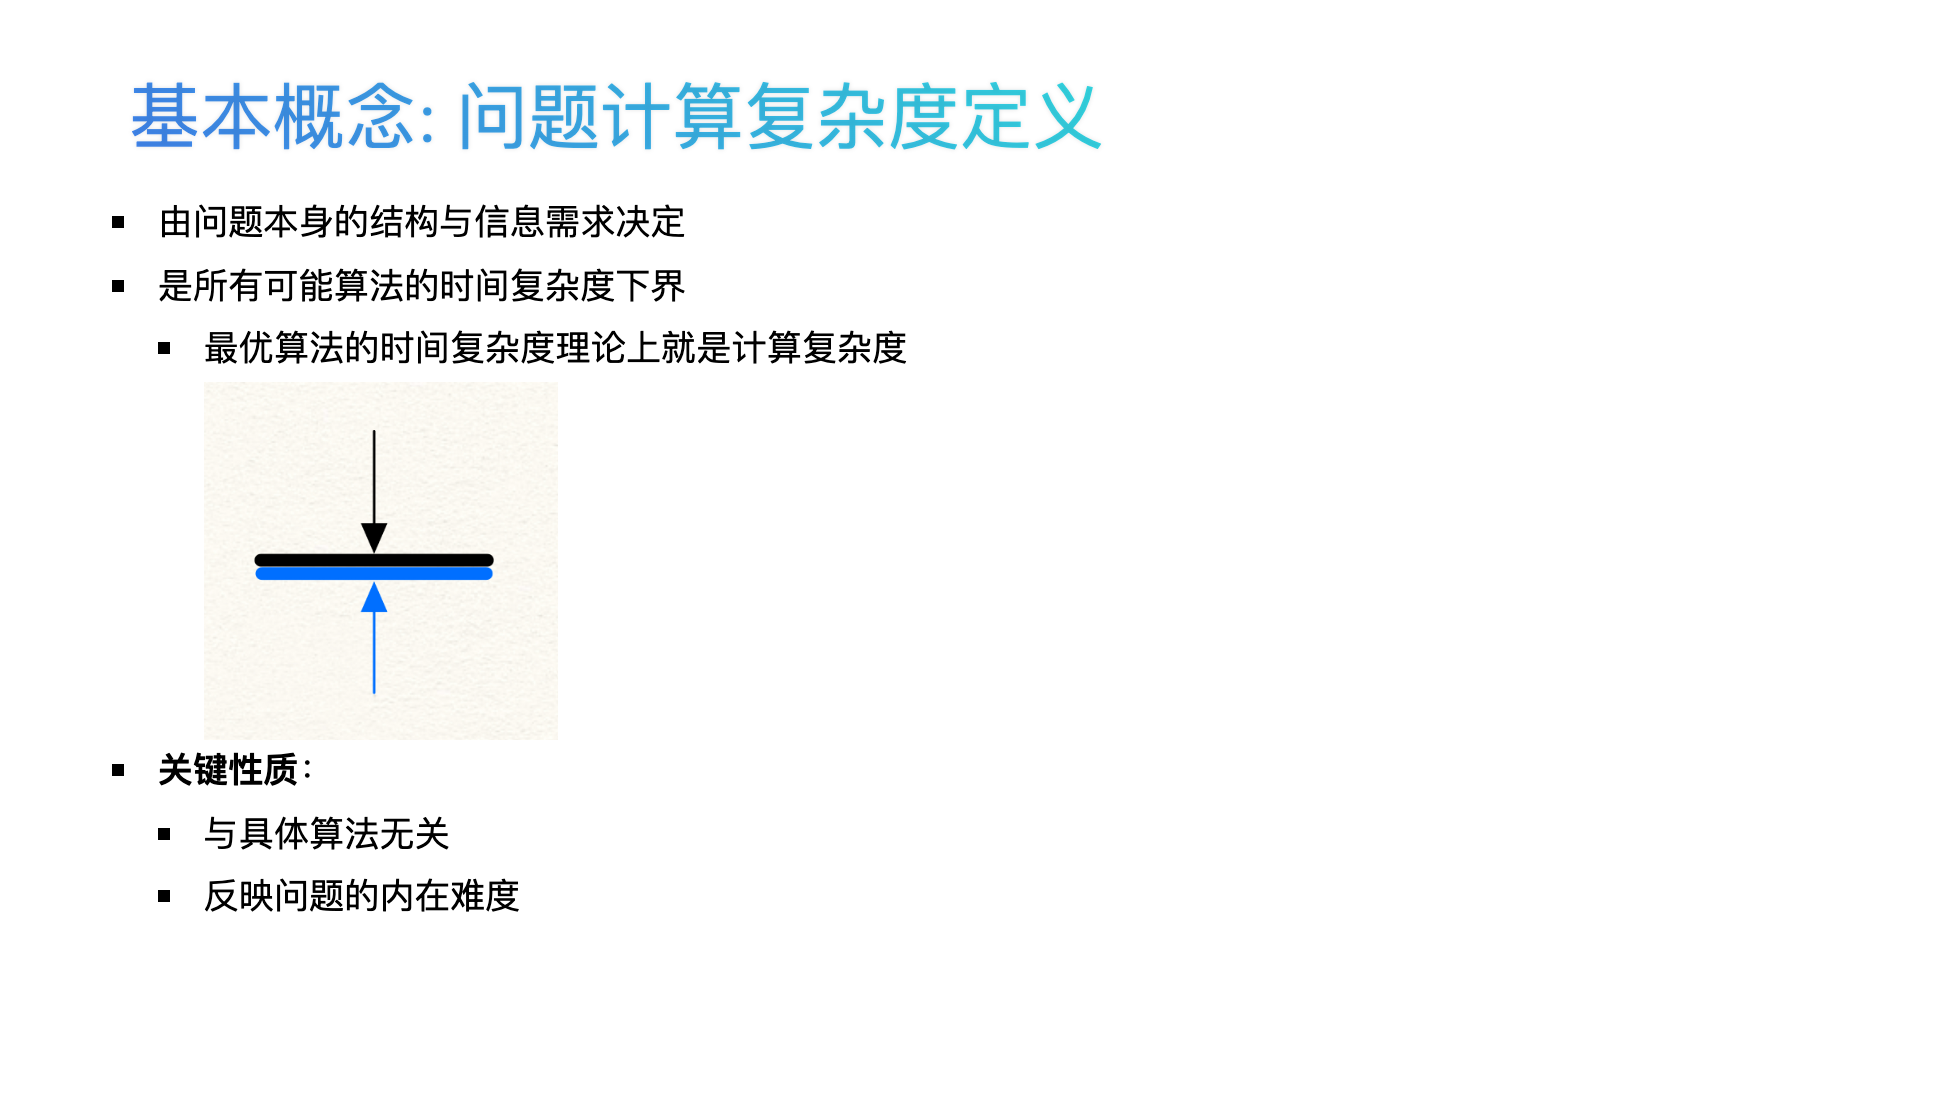 基本概念: 问题计算复杂度定义
由问题本身的结构与信息需求决定
是所有可能算法的时间复杂度下界
最优算法的时间复杂度理论上就是计算复杂度
关键性质:
与具体算法无关
反映问题的内在难度